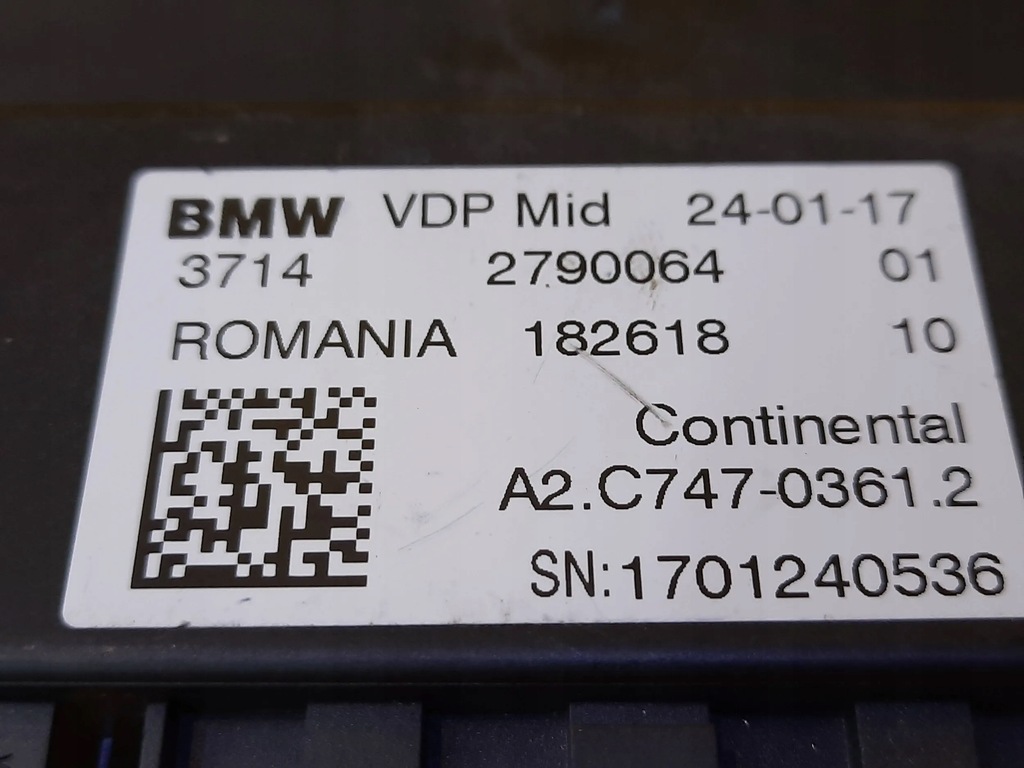 BMW VDP Mid 24-01-17
3714 2790064 01
ROMANIA 182618 10
Continental
A2.C747-0361.2
SN:1701240536